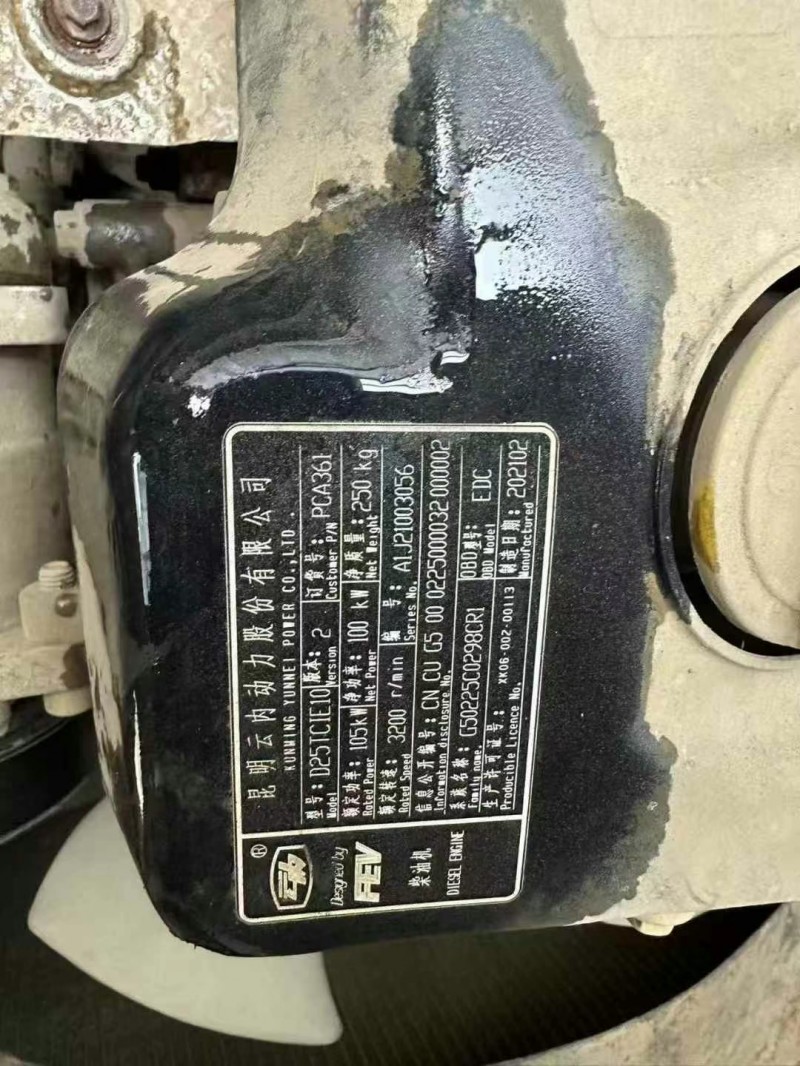 昆明云内动力股份有限公司
KUNMING YUNNEI POWER CO.,LTD.
型号：D25TCIE10 版本：2 订货号：PCA361
Model Version Customer P/N
额定功率：105kW 净功率：100 kW 净质量：250 kg
Rated Power Net Power Net Weight
额定转速：3200 r/min 编 号：A1J21003056
Rated Speed Series No.
信息公开编号：CN CU G5 00 0225000032 000002
Information disclosure No.
系族名称：G50225C0298CR1 OBD型号：EDC
Family name. OBD Model
生产许可证号：XK06-002-00113 制造日期：202102
Producible Licence No. Manufactured
®
云内
Designed by
FEV
柴油机
DIESEL ENGINE